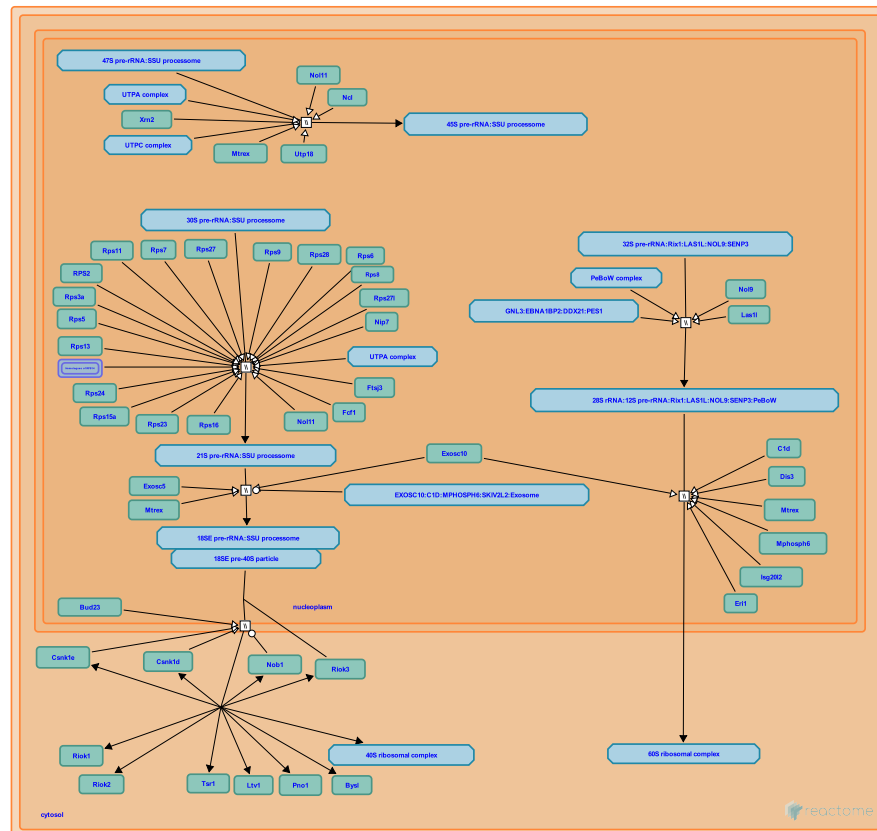 47S pre-rRNA:SSU processome
Nol11
UTPA complex
Ncl
Xrn2
45S pre-rRNA:SSU processome
UTPC complex
Mtrex
Utp18
30S pre-rRNA:SSU processome
32S pre-rRNA:Rix1:LAS1L:NOL9:SENP3
Rps11
Rps7
Rps27
Rps9
Rps28
Rps6
RPS2
Rps8
PeBoW complex
Nol9
Rps3a
Rps27l
GNL3:EBNA1BP2:DDX21:PES1
Las1l
Rps5
Nip7
Rps13
UTPA complex
Rps24
Ftsj3
28S rRNA:12S pre-rRNA:Rix1:LAS1L:NOL9:SENP3:PeBoW
Rps15a
Rps23
Rps16
Nol11
Fcf1
21S pre-rRNA:SSU processome
Exosc10
C1d
Exosc5
EXOSC10:C1D:MPHOSPH6:SKIV2L2:Exosome
Dis3
Mtrex
Mtrex
18SE pre-rRNA:SSU processome
Mphosph6
18SE pre-40S particle
Isg20l2
Bud23
nucleoplasm
Eri1
Csnk1e
Csnk1d
Nob1
Riok3
Riok1
40S ribosomal complex
60S ribosomal complex
Riok2
Tsr1
Ltv1
Pno1
Bysl
cytosol
reactome